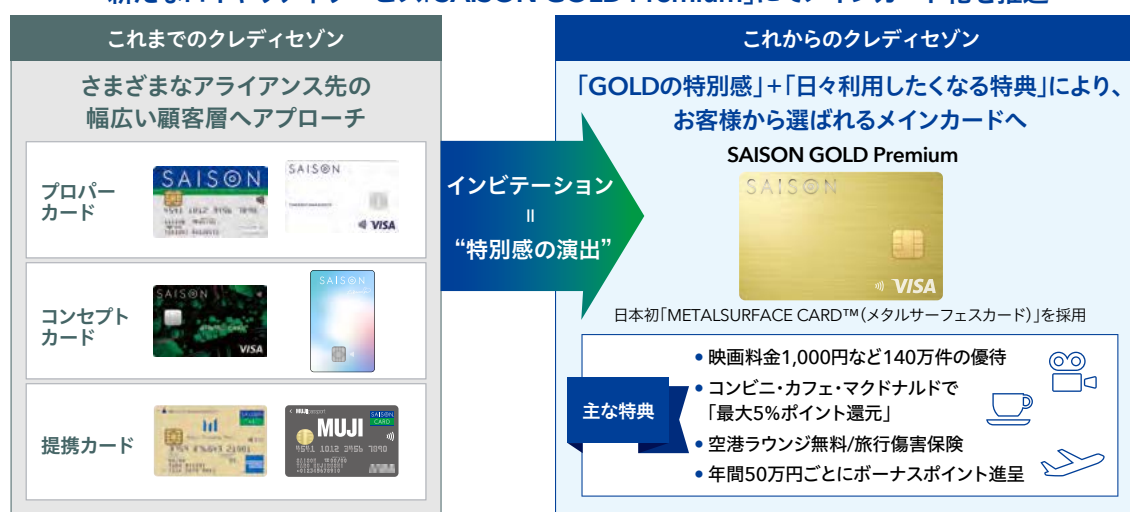 これまでのクレディセゾン
さまざまなアライアンス先の
幅広い顧客層へアプローチ
プロパー
カード
SAISON
VISA
SAISON
コンセプト
カード
SAISON
VISA
SAISON
提携カード
MUJI
SAISON
CARD
MUJI
インビテーション
=
“特別感の演出”
これからのクレディセゾン
「GOLDの特別感」+「日々利用したくなる特典」により、
お客様から選ばれるメインカードへ
SAISON GOLD Premium
SAISON
VISA
日本初「METALSURFACE CARD™(メタルサーフェスカード)」を採用
主な特典
• 映画料金1,000円など140万件の優待
• コンビニ・カフェ・マクドナルドで
「最大5%ポイント還元」
• 空港ラウンジ無料/旅行傷害保険
• 年間50万円ごとにボーナスポイント進呈